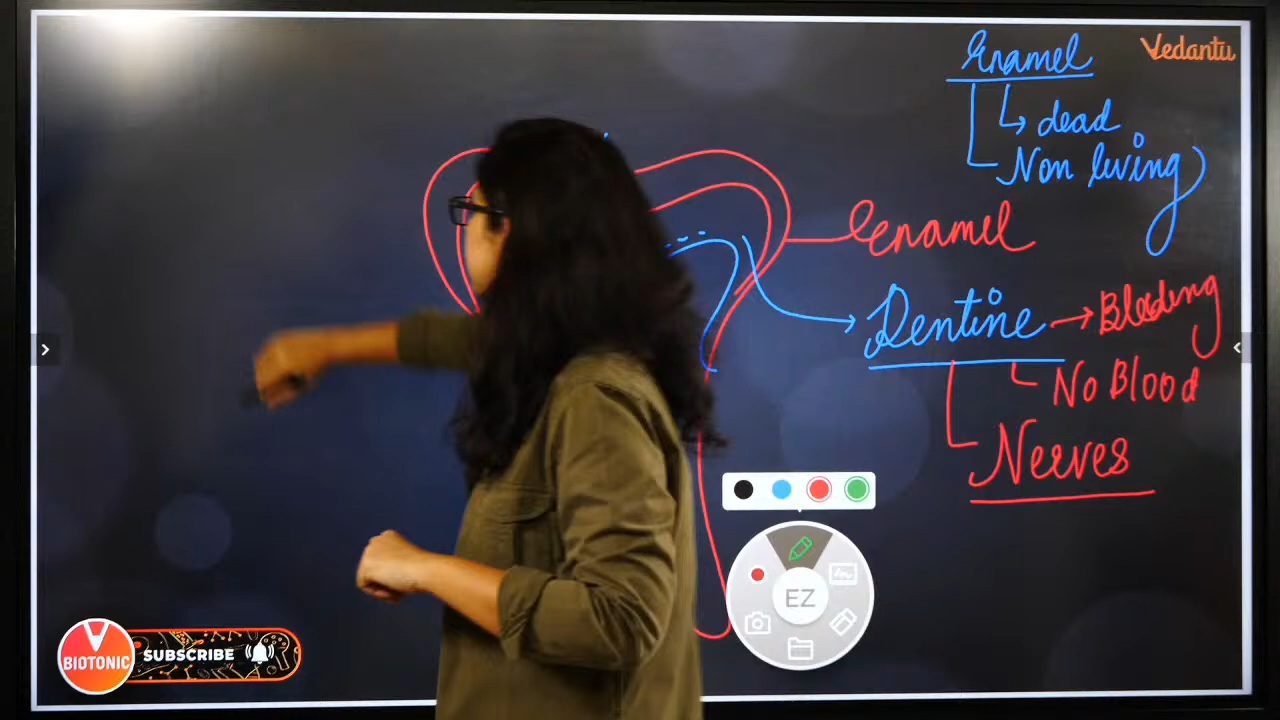 Enamel
Vedantu
dead
Non living
Enamel
Dentine → Bleeding
No Blood
Nerves
EZ
BIOTONIC
SUBSCRIBE